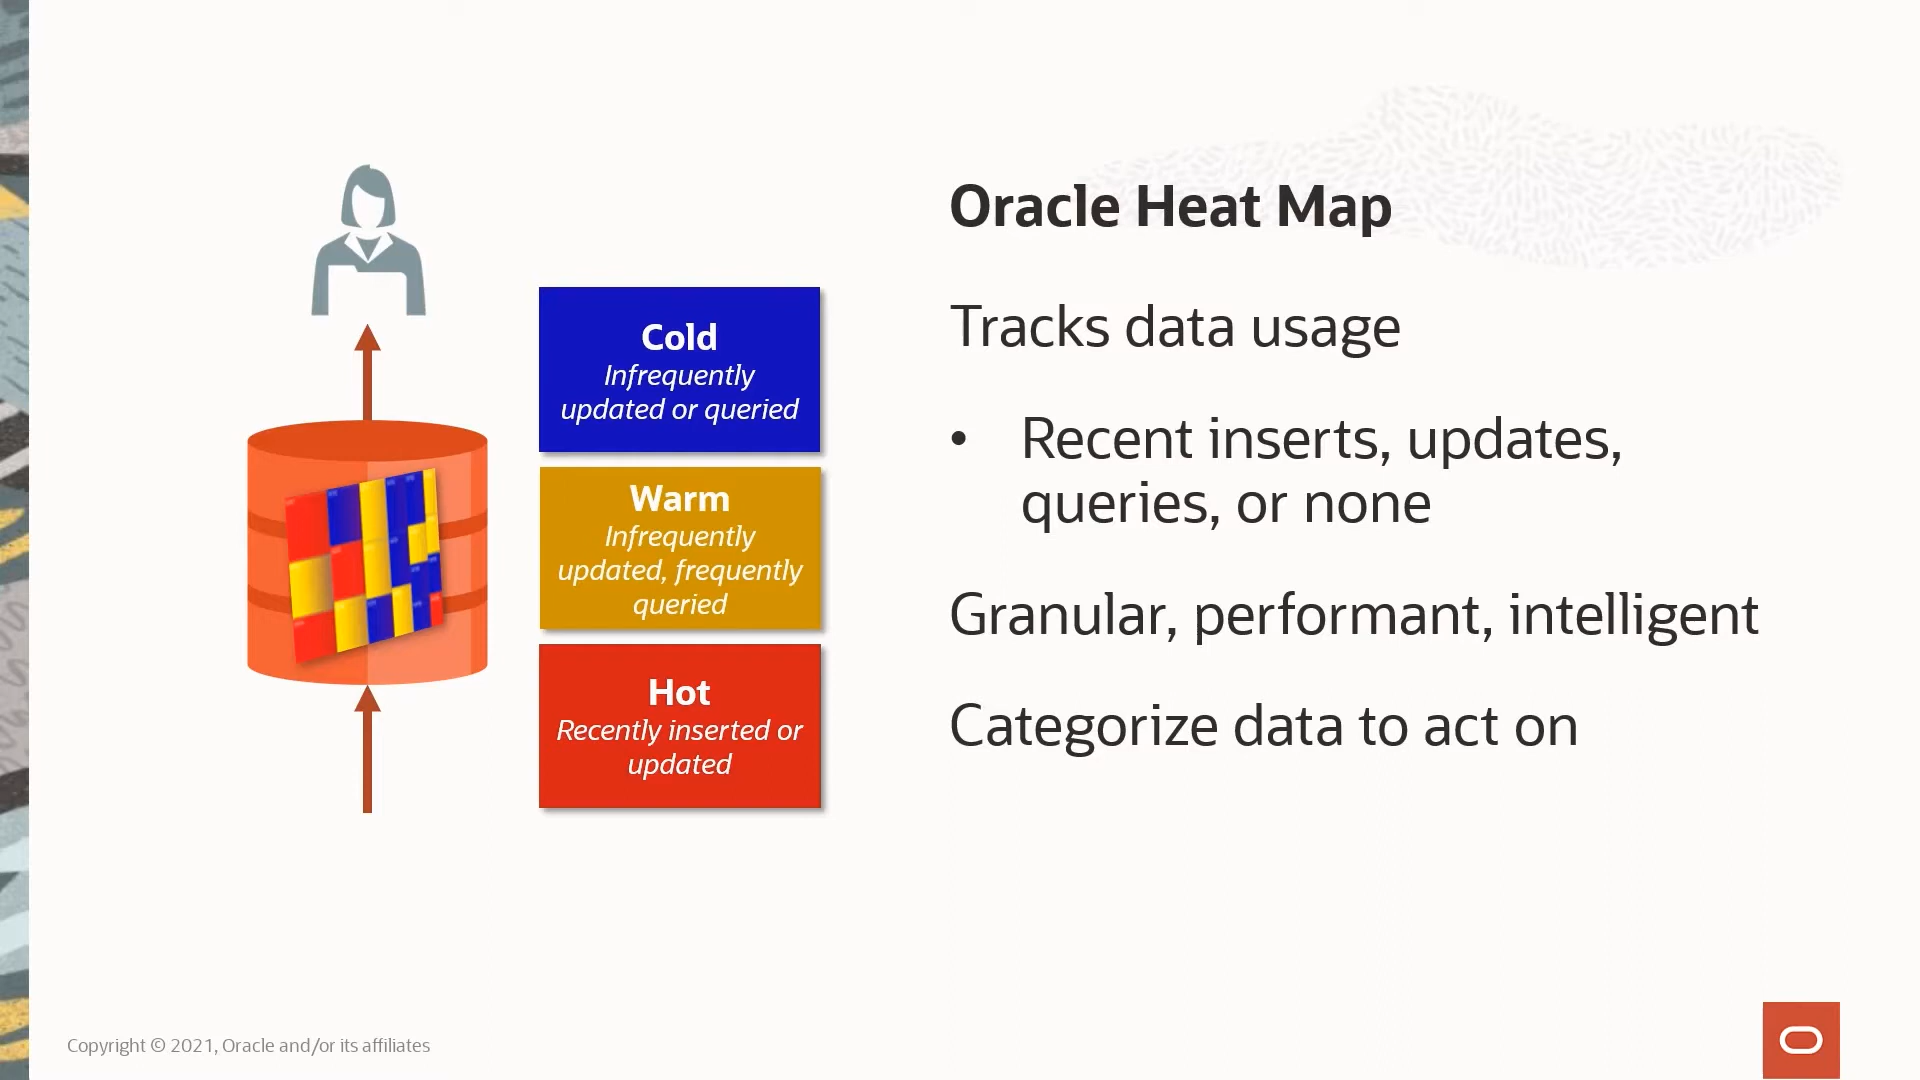 Oracle Heat Map
Cold
Infrequently
updated or queried
Warm
Infrequently
updated, frequently
queried
Hot
Recently inserted or
updated
Tracks data usage
• Recent inserts, updates,
queries, or none
Granular, performant, intelligent
Categorize data to act on
Copyright © 2021, Oracle and/or its affiliates